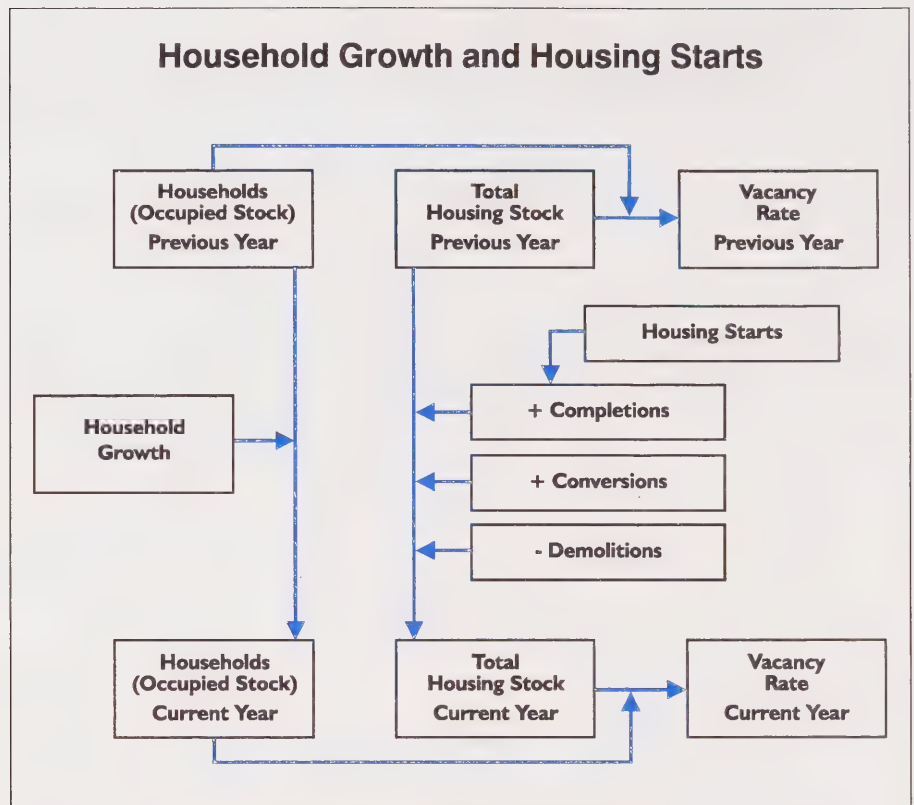 Household Growth and Housing Starts
Households
(Occupied Stock)
Previous Year
Total
Housing Stock
Previous Year
Vacancy
Rate
Previous Year
Housing Starts
+ Completions
Household
Growth
+ Conversions
- Demolitions
Households
(Occupied Stock)
Current Year
Total
Housing Stock
Current Year
Vacancy
Rate
Current Year